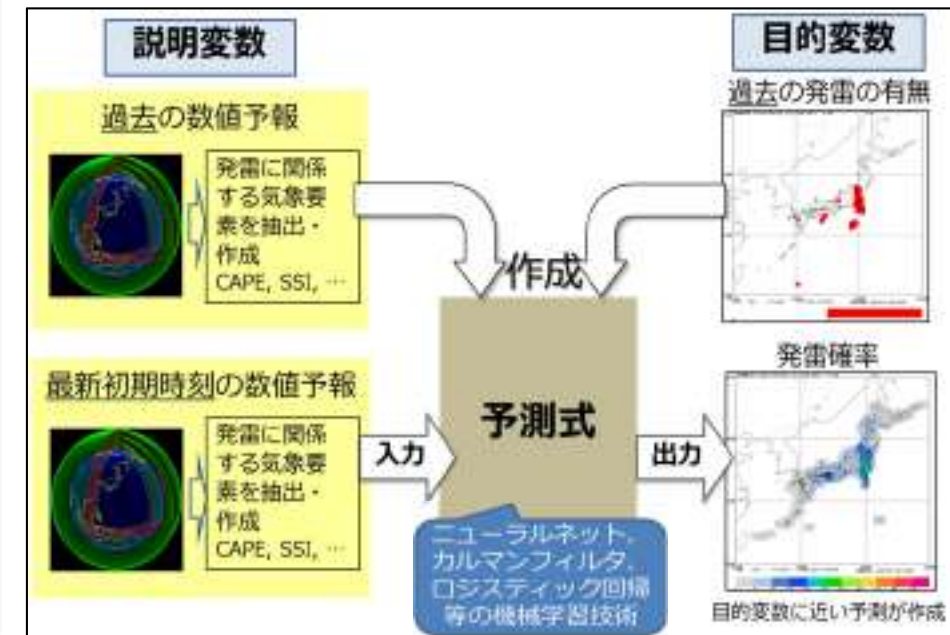 説明変数
過去の数値予報
発雷に関係
する気象要
素を抽出・
作成
CAPE, SSI, …
目的変数
過去の発雷の有無
作成
最新初期時刻の数値予報
発雷に関係
する気象要
素を抽出・
作成
CAPE, SSI, …
入力
予測式
出力
ニューラルネット、
カルマンフィルタ、
ロジスティック回帰
等の機械学習技術
発雷確率
目的変数に近い予測が作成